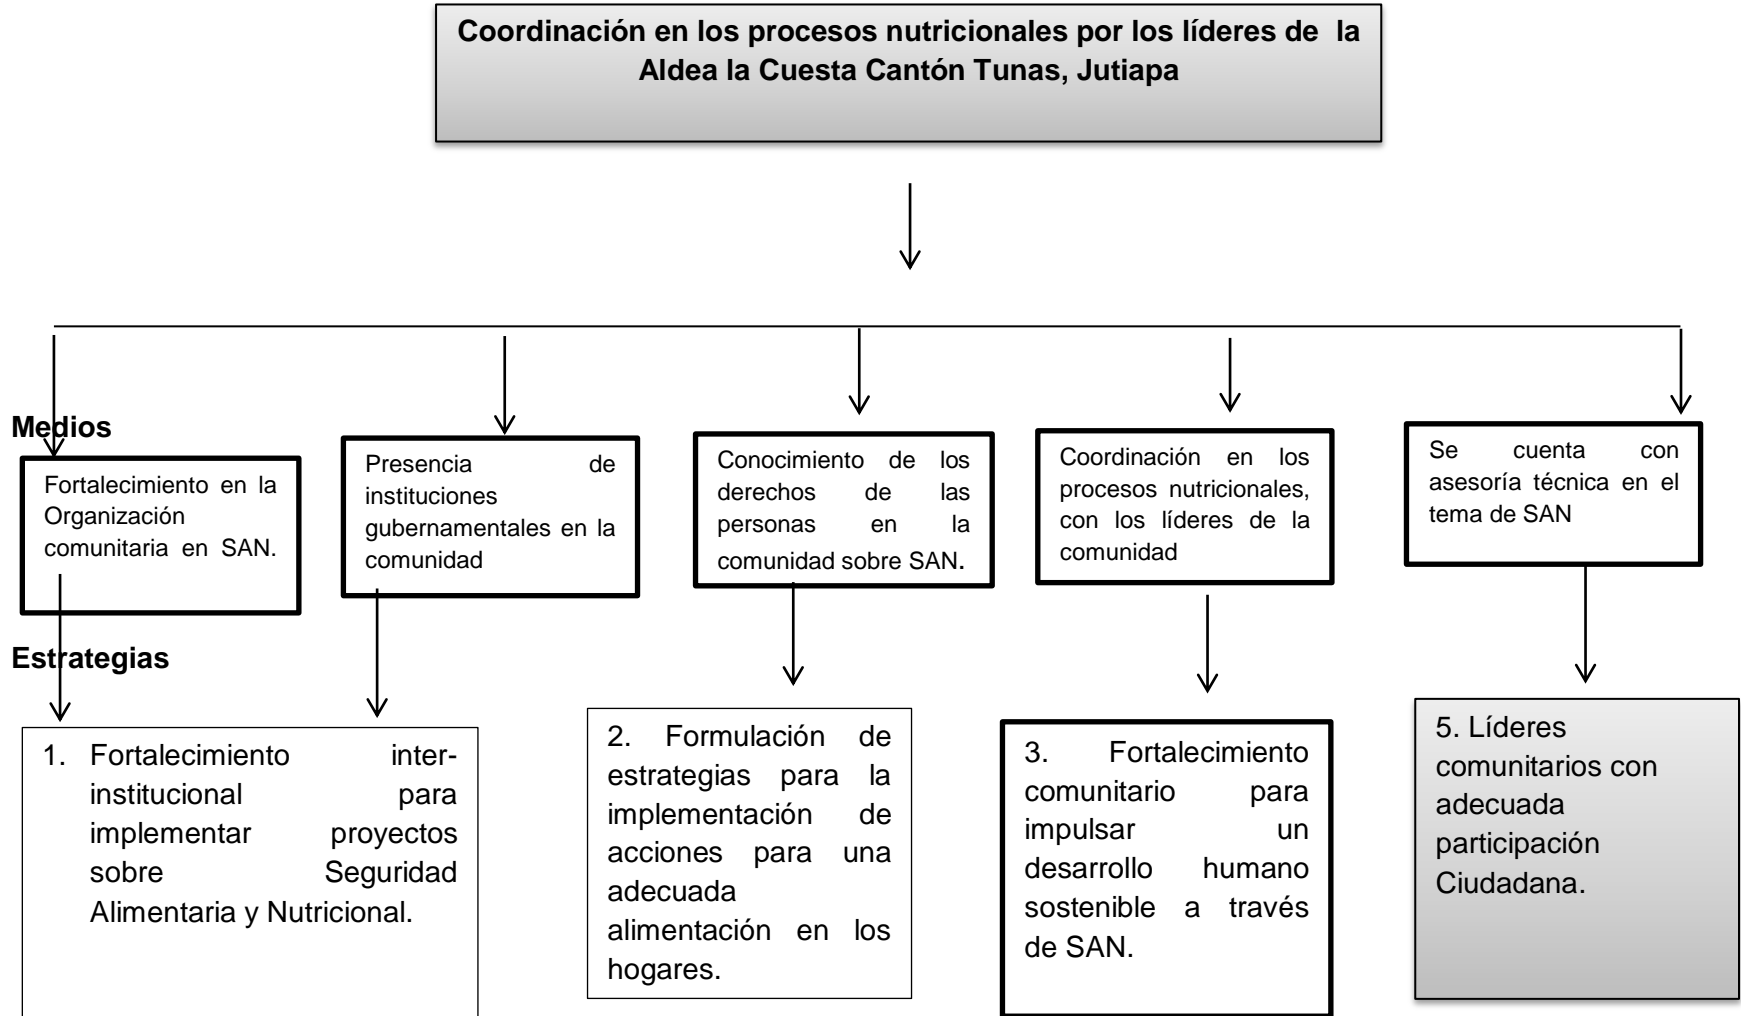 Coordinación en los procesos nutricionales por los líderes de la
Aldea la Cuesta Cantón Tunas, Jutiapa
Medios
Fortalecimiento en la
Organización
comunitaria en SAN.
Presencia de
instituciones
gubernamentales en la
comunidad
Conocimiento de los
derechos de las
personas en la
comunidad sobre SAN.
Coordinación en los
procesos nutricionales,
con los líderes de la
comunidad
Se cuenta con
asesoría técnica en el
tema de SAN
Estrategias
1. Fortalecimiento inter-
institucional para
implementar proyectos
sobre Seguridad
Alimentaria y Nutricional.
2. Formulación de
estrategias para la
implementación de
acciones para una
adecuada
alimentación en los
hogares.
3. Fortalecimiento
comunitario para
impulsar un
desarrollo humano
sostenible a través
de SAN.
5. Líderes
comunitarios con
adecuada
participación
Ciudadana.